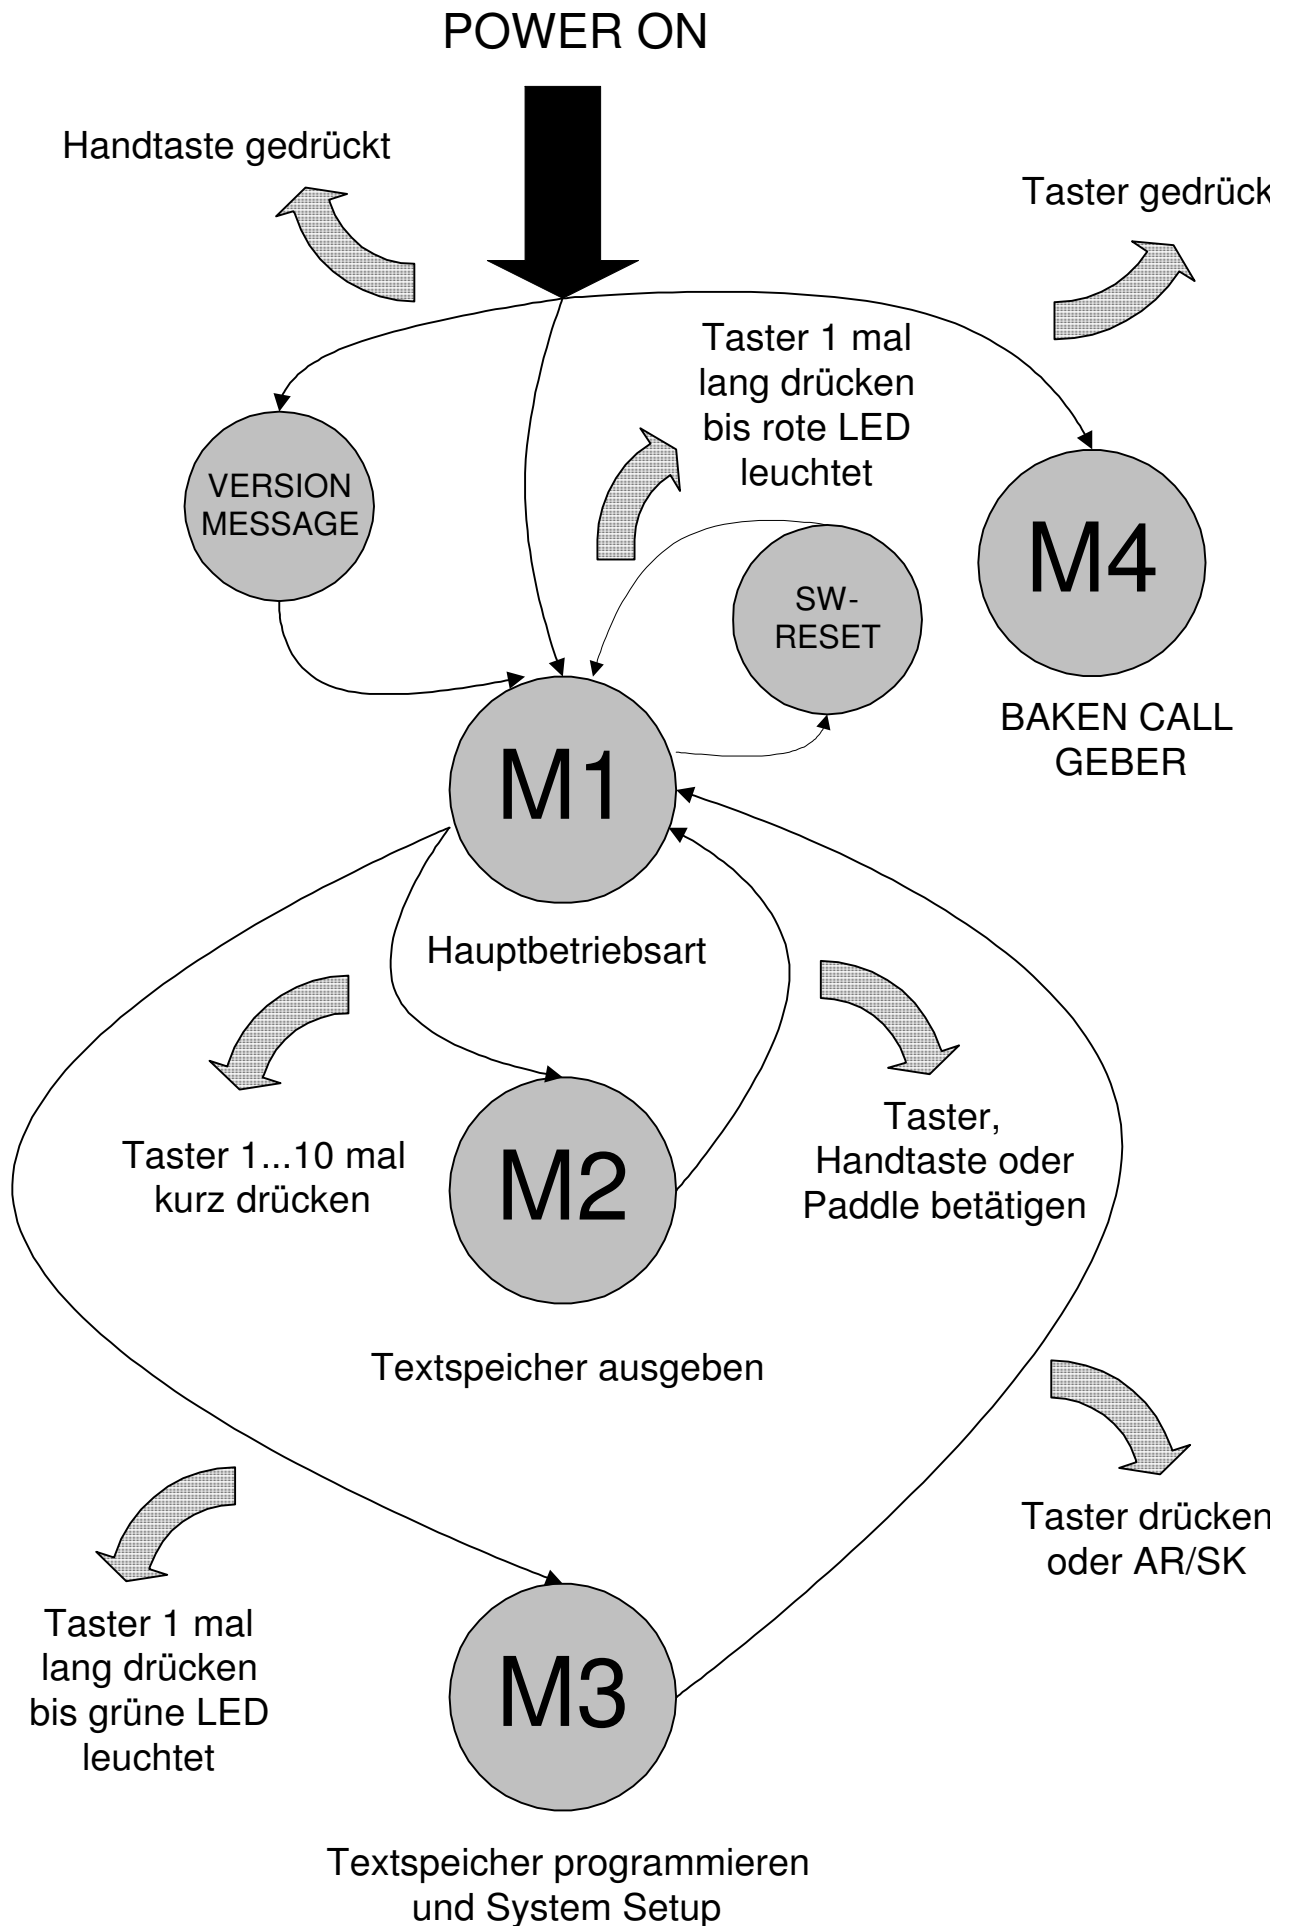 POWER ON
Handtaste gedrückt
Taster gedrück
Taster 1 mal
lang drücken
bis rote LED
leuchtet
VERSION
MESSAGE
M4
SW-
RESET
BAKEN CALL
GEBER
M1
Hauptbetriebsart
Taster 1...10 mal
kurz drücken
Taster,
Handtaste oder
Paddle betätigen
M2
Textspeicher ausgeben
Taster drücken
oder AR/SK
Taster 1 mal
lang drücken
bis grüne LED
leuchtet
M3
Textspeicher programmieren
und System Setup